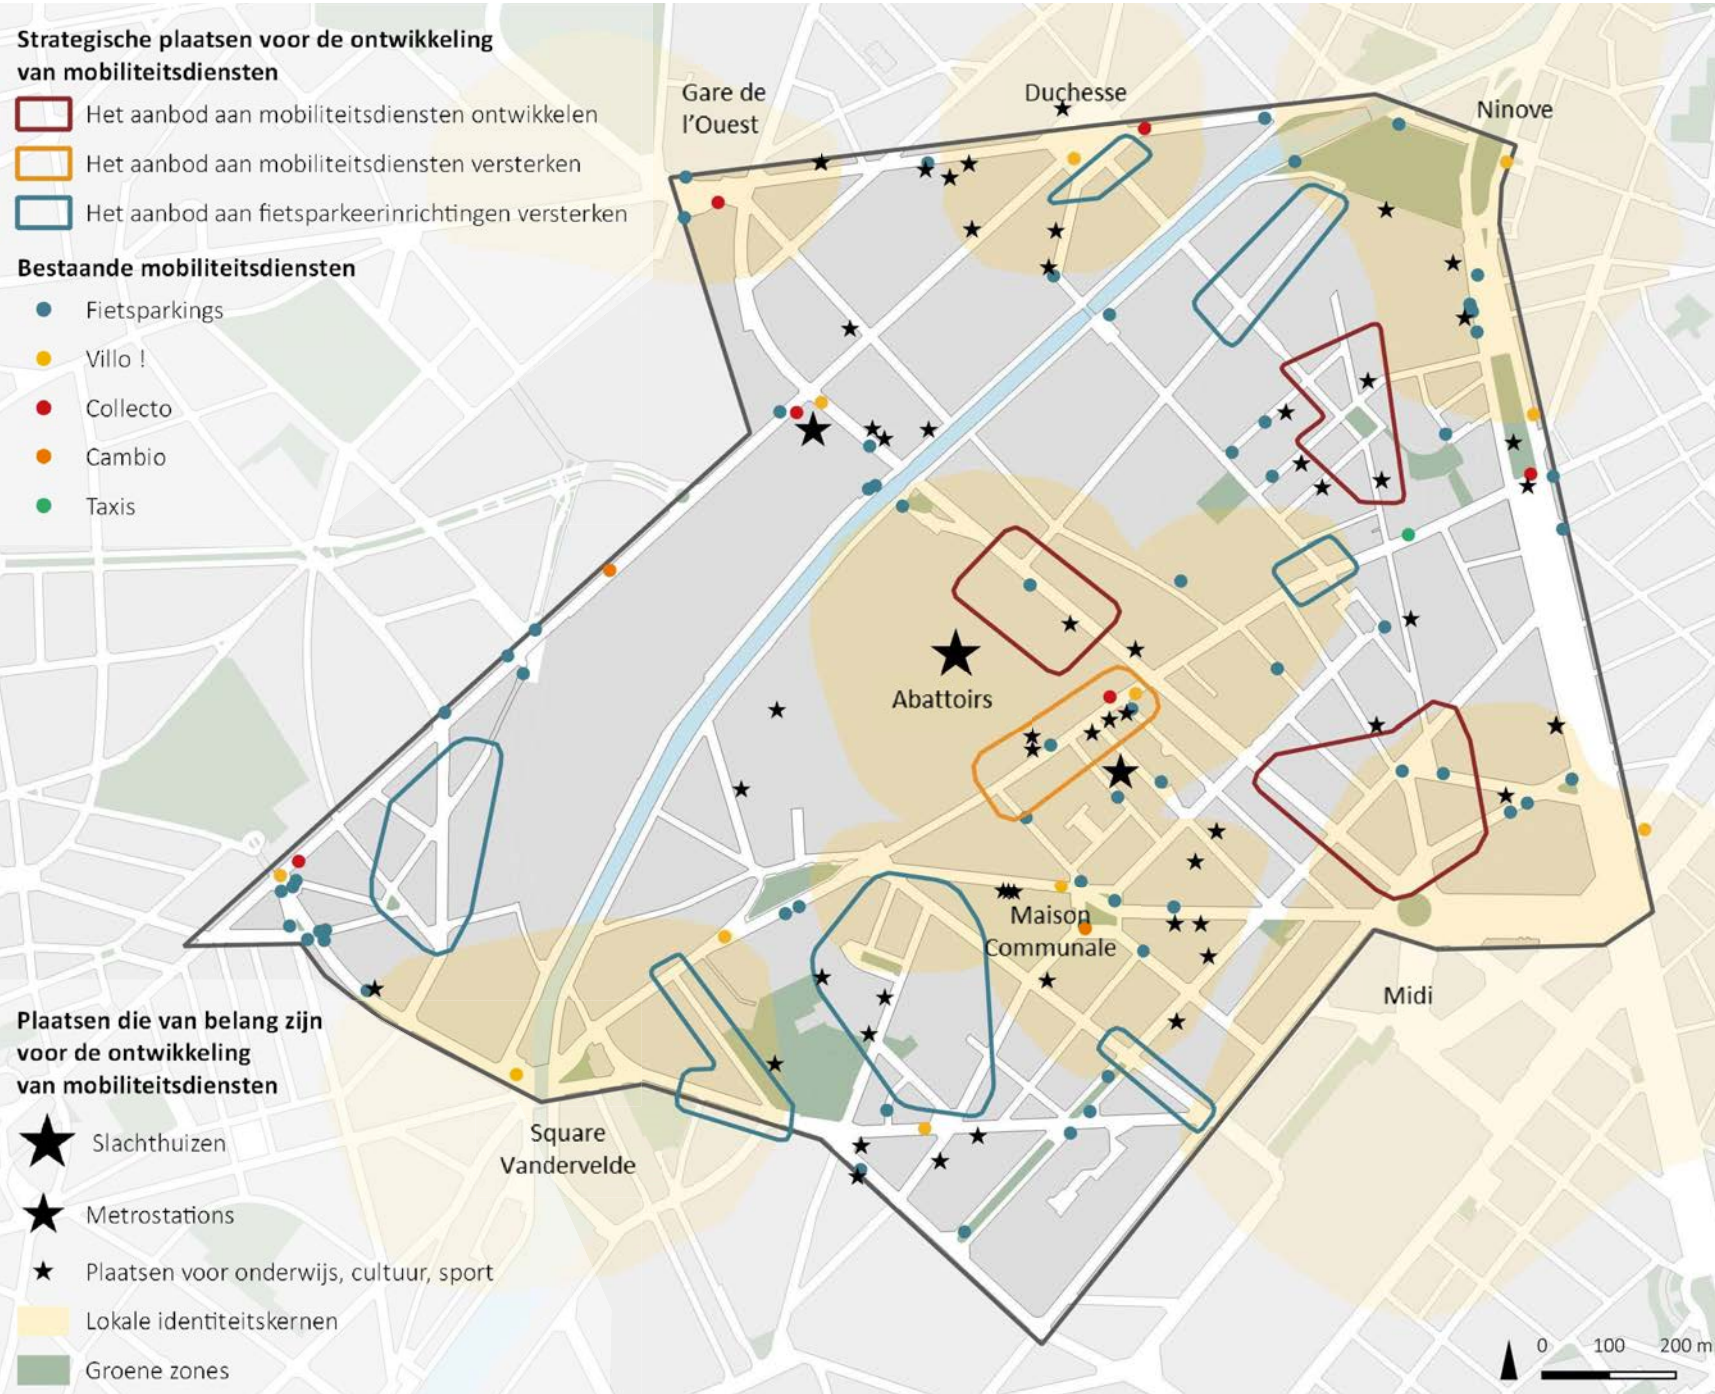 Strategische plaatsen voor de ontwikkeling
van mobiliteitsdiensten
Het aanbod aan mobiliteitsdiensten ontwikkelen
Het aanbod aan mobiliteitsdiensten versterken
Het aanbod aan fietsparkeerinrichtingen versterken
Bestaande mobiliteitsdiensten
Fietsparkings
Villo !
Collecto
Cambio
Taxis
Plaatsen die van belang zijn
voor de ontwikkeling
van mobiliteitsdiensten
Slachthuizen
Metrostations
Plaatsen voor onderwijs, cultuur, sport
Lokale identiteitskernen
Groene zones
Gare de
l'Ouest
Duchesse
Ninove
Abattoirs
Maison
Communale
Midi
Square
Vandervelde
0 100 200 m